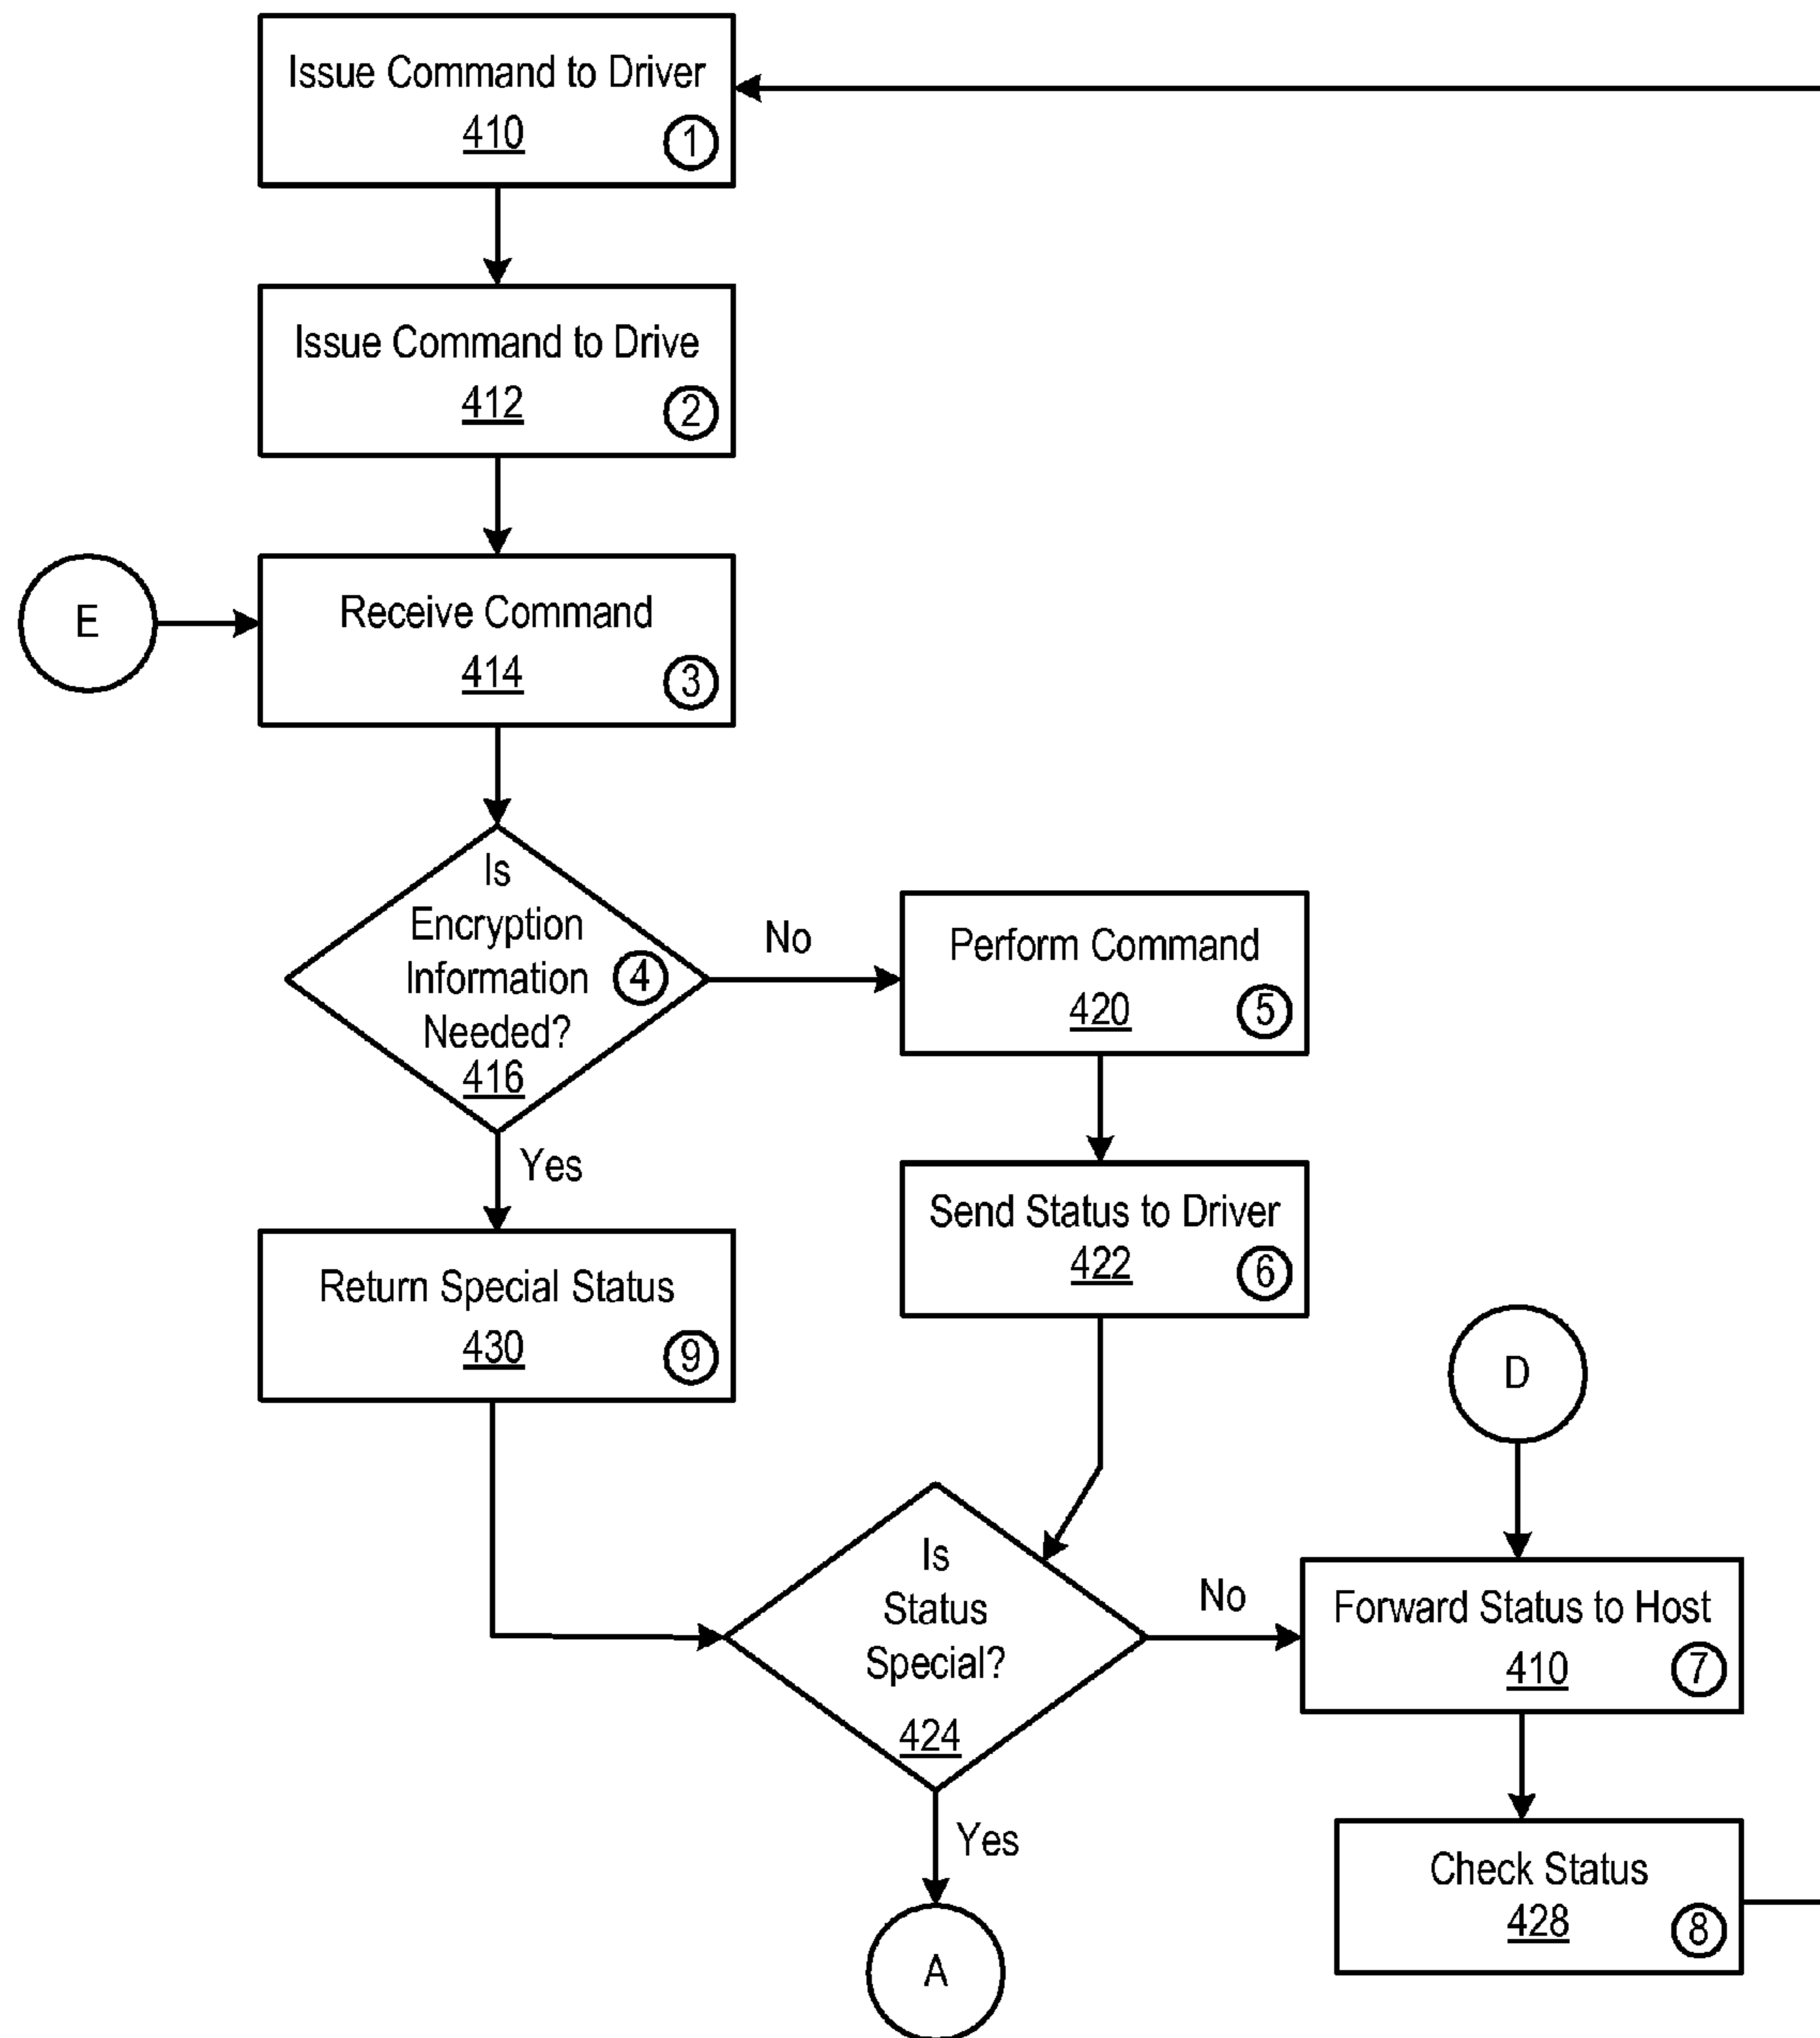 Issue Command to Driver
410
1
Issue Command to Drive
412
2
E
Receive Command
414
3
Is
Encryption
Information
Needed?
416
4
No
Perform Command
420
5
Yes
Send Status to Driver
422
6
Return Special Status
430
9
D
Is
Status
Special?
424
No
Forward Status to Host
410
7
Yes
Check Status
428
8
A